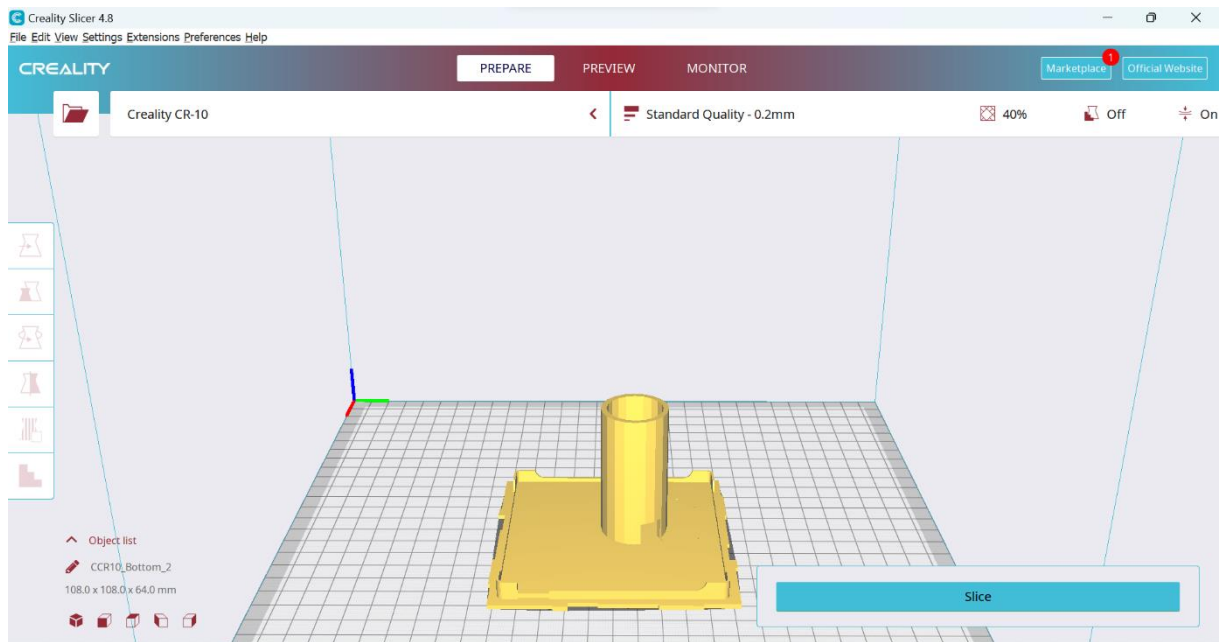 Creality Slicer 4.8
File Edit View Settings Extensions Preferences Help
CREALITY PREPARE PREVIEW MONITOR Marketplace 1 Official Website
Creality CR-10 Standard Quality - 0.2mm 40% Off On
Object list
CCR10_Bottom_2
108.0 x 108.0 x 64.0 mm
Slice